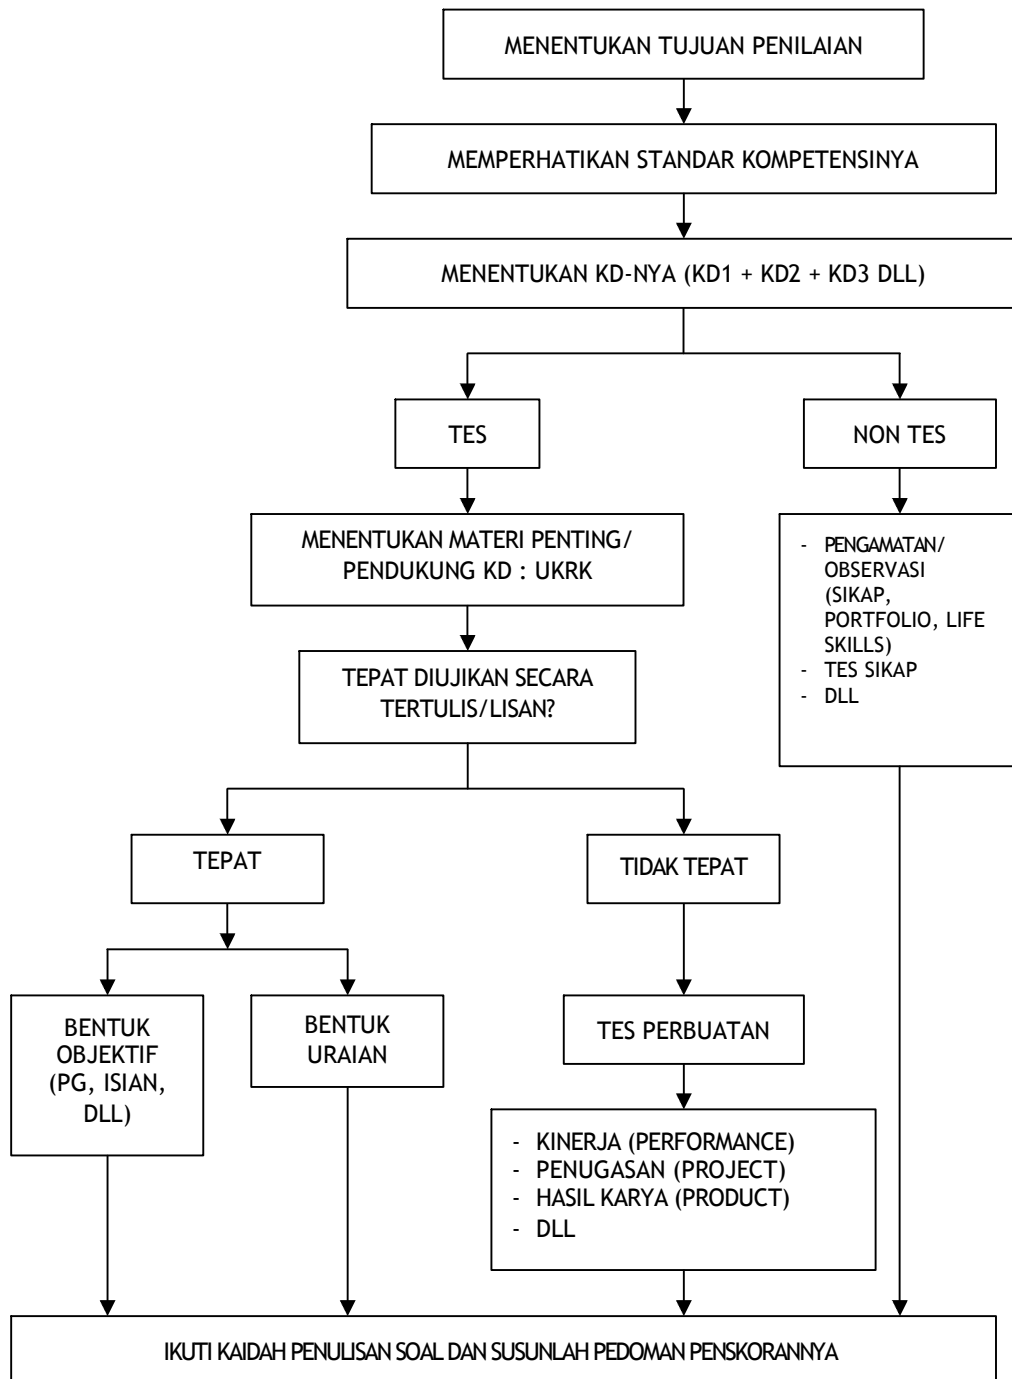 MENENTUKAN TUJUAN PENILAIAN
MEMPERHATIKAN STANDAR KOMPETENSINYA
MENENTUKAN KD-NYA (KD1 + KD2 + KD3 DLL)
TES
NON TES
MENENTUKAN MATERI PENTING/
PENDUKUNG KD : UKRK
- PENGAMATAN/
OBSERVASI
(SIKAP,
PORTFOLIO, LIFE
SKILLS)
- TES SIKAP
- DLL
TEPAT DIUJIKAN SECARA
TERTULIS/LISAN?
TEPAT
TIDAK TEPAT
BENTUK
OBJEKTIF
(PG, ISIAN,
DLL)
BENTUK
URAIAN
TES PERBUATAN
- KINERJA (PERFORMANCE)
- PENUGASAN (PROJECT)
- HASIL KARYA (PRODUCT)
- DLL
IKUTI KAIDAH PENULISAN SOAL DAN SUSUNLAH PEDOMAN PENSKORANNYA